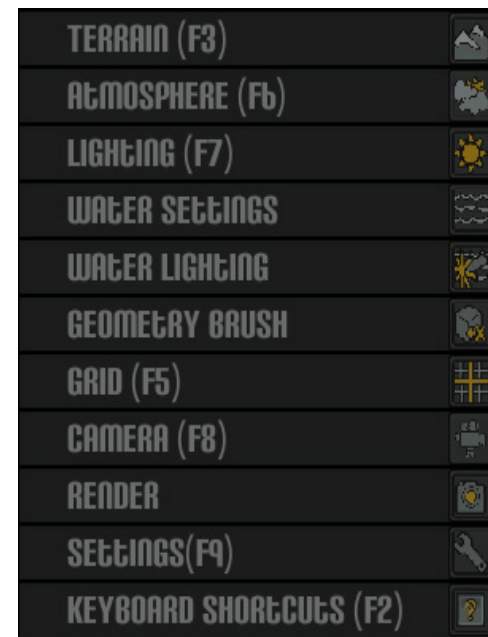 TERRAIN (F3)
ATMOSPHERE (F6)
LIGHTING (F7)
WATER SETTINGS
WATER LIGHTING
GEOMETRY BRUSH
GRID (F5)
CAMERA (F8)
RENDER
SETTINGS(F9)
KEYBOARD SHORTCUTS (F2)